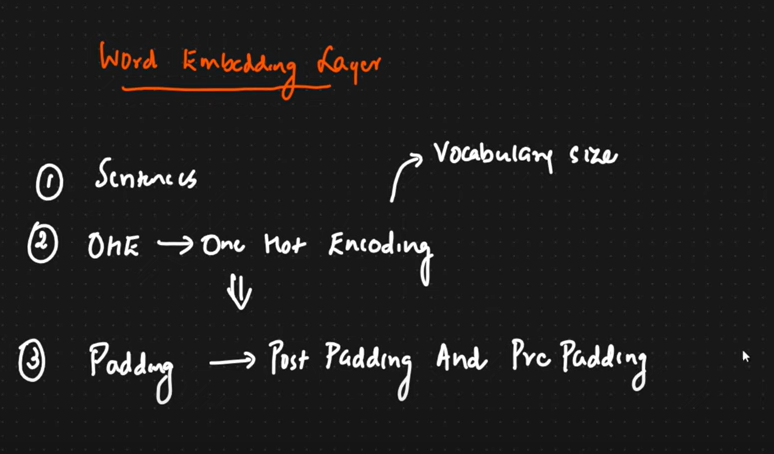 Word Embedding Layer
Vocabulary size
① Sentences
② OHE → One Hot Encoding
③ Padding → Post Padding And Pre Padding